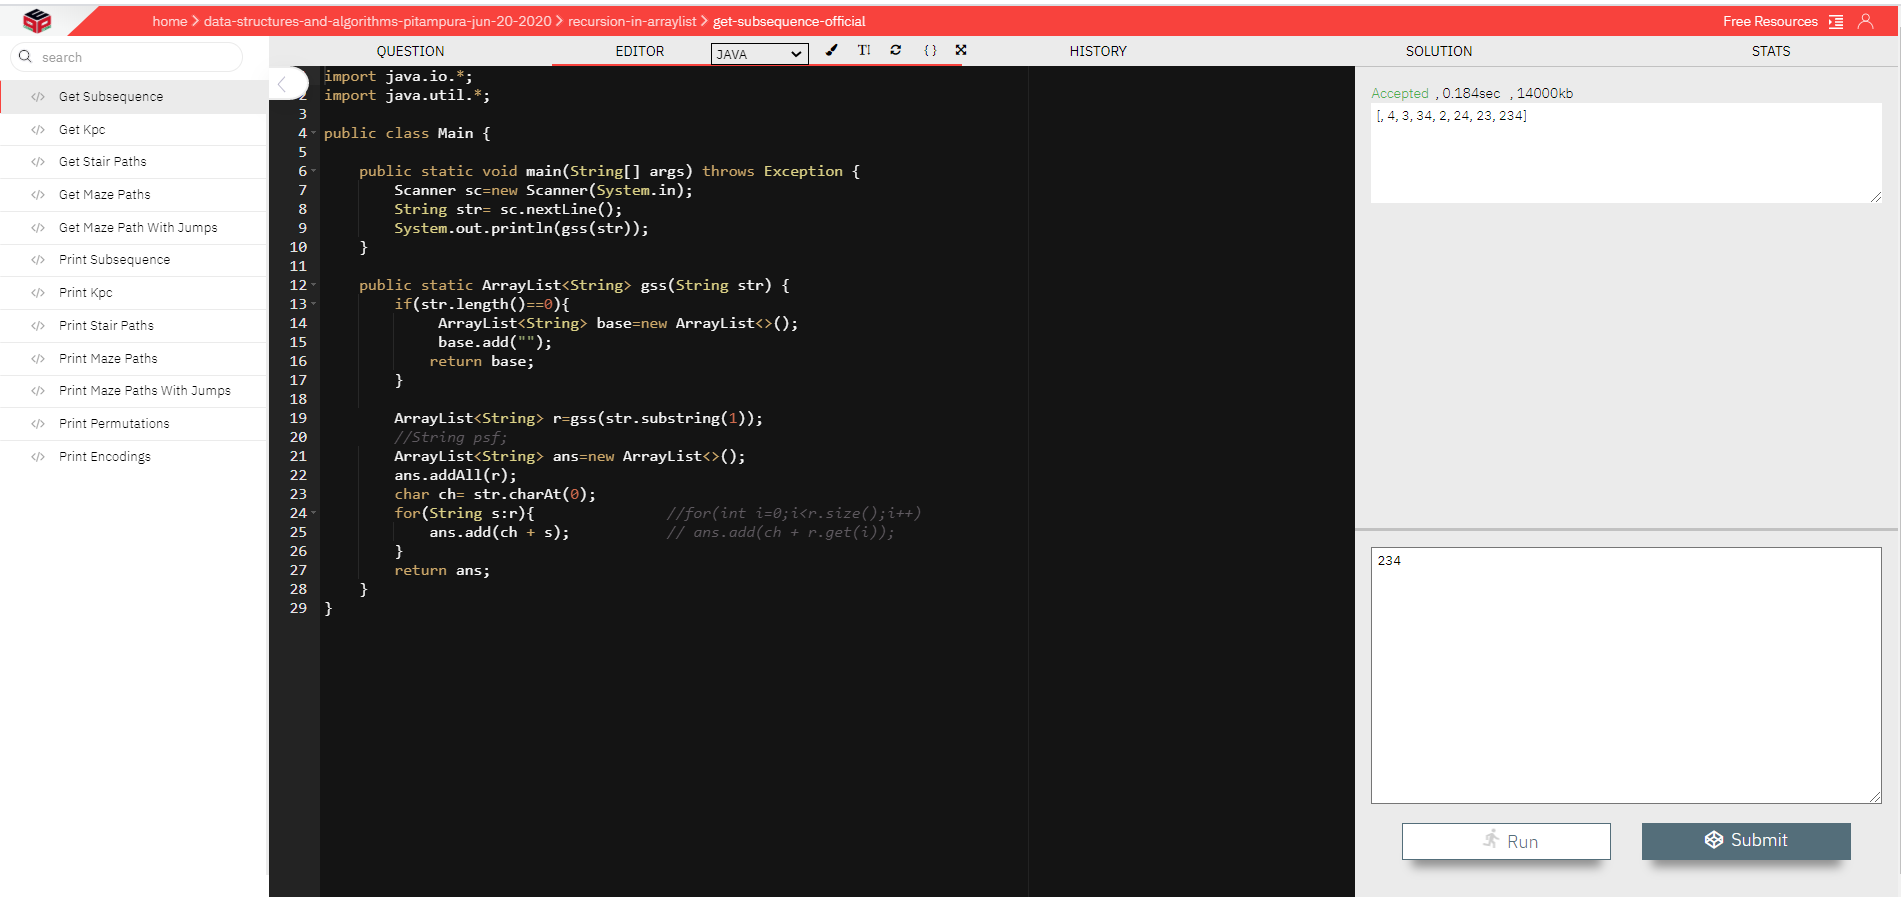 home > data-structures-and-algorithms-pitampura-jun-20-2020 > recursion-in-arraylist > get-subsequence-official
Free Resources
search
Get Subsequence
Get Kpc
Get Stair Paths
Get Maze Paths
Get Maze Path With Jumps
Print Subsequence
Print Kpc
Print Stair Paths
Print Maze Paths
Print Maze Paths With Jumps
Print Permutations
Print Encodings
QUESTION
EDITOR
JAVA
TI
{ }
HISTORY
SOLUTION
STATS
import java.io.*;
2 import java.util.*;
3
4 public class Main {
5
6     public static void main(String[] args) throws Exception {
7         Scanner sc=new Scanner(System.in);
8         String str= sc.nextLine();
9         System.out.println(gss(str));
10     }
11
12     public static ArrayList<String> gss(String str) {
13         if(str.length()==0){
14              ArrayList<String> base=new ArrayList<>();
15              base.add("");
16             return base;
17         }
18
19         ArrayList<String> r=gss(str.substring(1));
20         //String psf;
21         ArrayList<String> ans=new ArrayList<>();
22         ans.addAll(r);
23         char ch= str.charAt(0);
24         for(String s:r){               //for(int i=0;i<r.size();i++)
25             ans.add(ch + s);           // ans.add(ch + r.get(i));
26         }
27         return ans;
28     }
29 }
Accepted , 0.184sec , 14000kb
[, 4, 3, 34, 2, 24, 23, 234]
234
Run
Submit